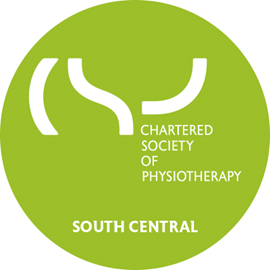 CHARTERED
SOCIETY
OF
PHYSIOTHERAPY
SOUTH CENTRAL